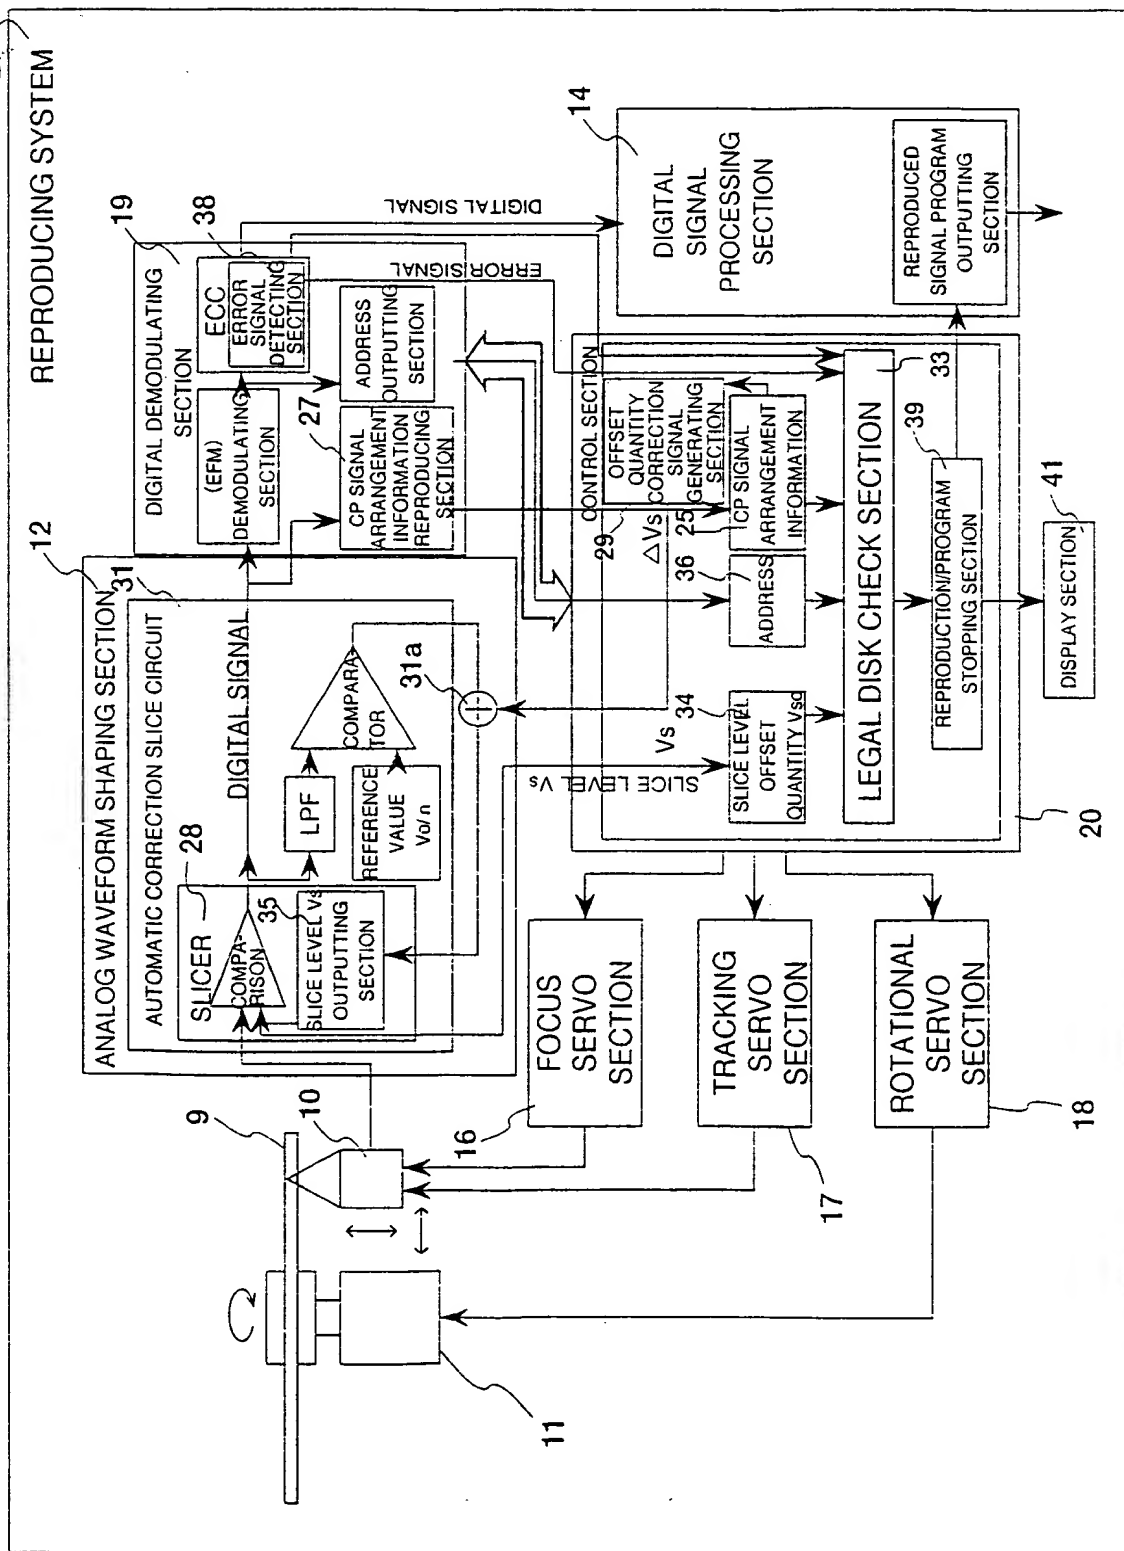 REPRODUCING SYSTEM
12
ANALOG WAVEFORM SHAPING SECTION
31
AUTOMATIC CORRECTION SLICE CIRCUIT
SLICER
28
COMPA-
RISON
35
SLICE LEVEL Vs
OUTPUTTING
SECTION
DIGITAL SIGNAL
LPF
REFERENCE
VALUE
Vo/n
COMPARA-
TOR
31a
19
DIGITAL DEMODULATING
SECTION
38
(EFM)
DEMODULATING
SECTION
ECC
ERROR
SIGNAL
DETECTING
SECTION
27
CP SIGNAL
ARRANGEMENT
INFORMATION
REPRODUCING
SECTION
ADDRESS
OUTPUTTING
SECTION
DIGITAL SIGNAL
ERROR SIGNAL
14
DIGITAL
SIGNAL
PROCESSING
SECTION
REPRODUCED
SIGNAL PROGRAM
OUTPUTTING
SECTION
CONTROL SECTION
OFFSET
QUANTITY
CORRECTION
SIGNAL
GENERATING
SECTION
29
△Vs
25
CP SIGNAL
ARRANGEMENT
INFORMATION
36
ADDRESS
Vs
SLICE LEVEL Vs
34
SLICE LEVEL
OFFSET
QUANTITY Vsd
33
LEGAL DISK CHECK SECTION
39
REPRODUCTION/PROGRAM
STOPPING SECTION
41
DISPLAY SECTION
20
9
10
11
FOCUS
SERVO
SECTION
16
TRACKING
SERVO
SECTION
17
ROTATIONAL
SERVO
SECTION
18